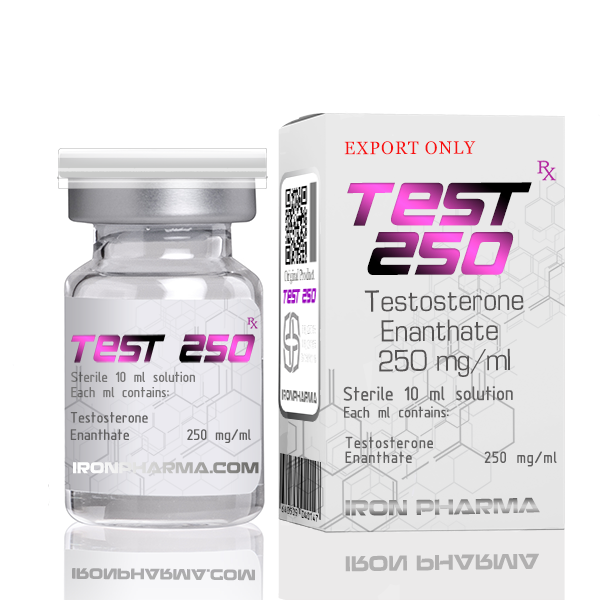 Rx
TEST 250
Sterile 10 ml solution
Each ml contains:
Testosterone
Enanthate 250 mg/ml
IRONPHARMA.COM
Original Product
TEST 250
IRONPHARMA
EXPORT ONLY
Rx
TEST
250
Testosterone
Enanthate
250 mg/ml
Sterile 10 ml solution
Each ml contains:
Testosterone
Enanthate 250 mg/ml
IRON PHARMA